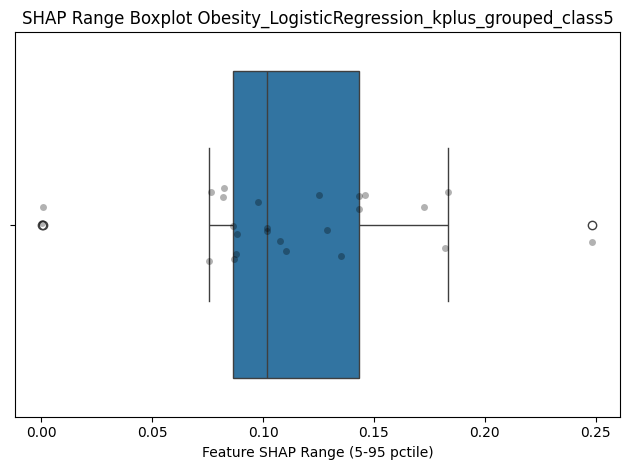 SHAP Range Boxplot Obesity_LogisticRegression_kplus_grouped_class5
0.00 0.05 0.10 0.15 0.20 0.25
Feature SHAP Range (5-95 pctile)